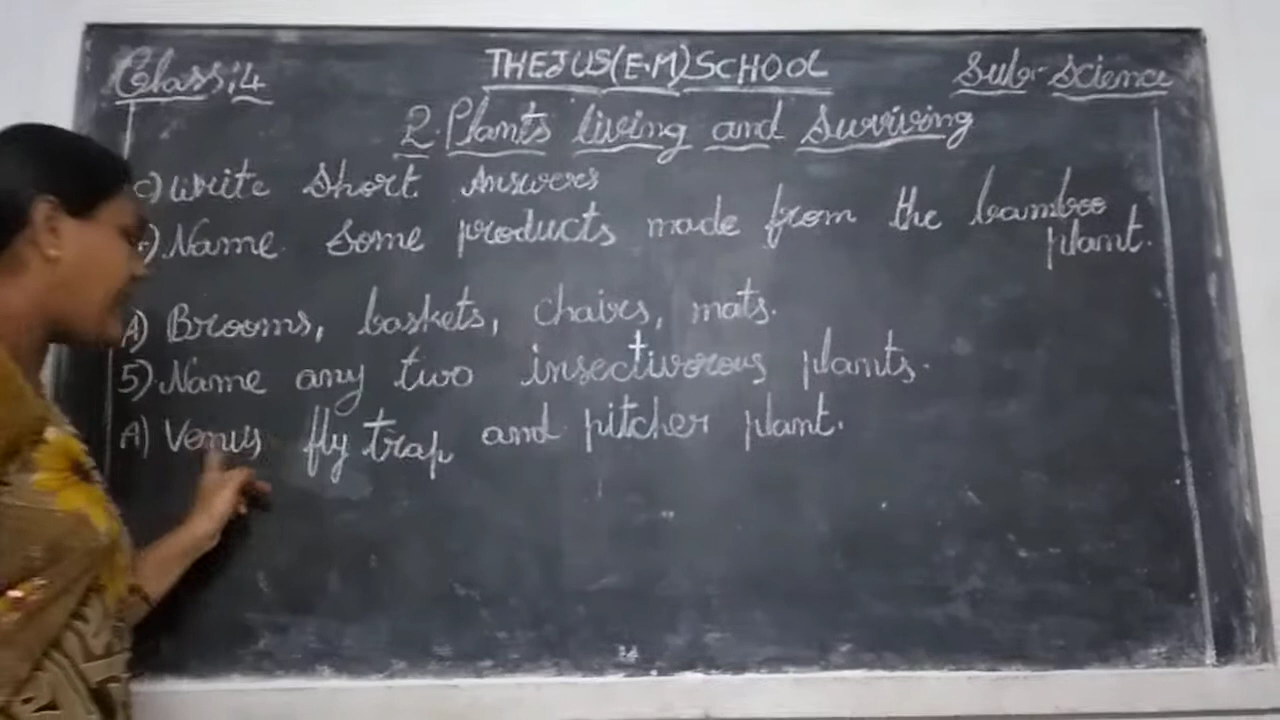 Class:4
THEJUS(E.M)SCHOOL
Sub- Science
2.Plants living and Surviving
c) Write Short Answers
) Name Some products made from the bamboo
plant.
A) Brooms, baskets, chairs, mats.
5) Name any two insectivorous plants.
A) Venus fly trap and pitcher plant.